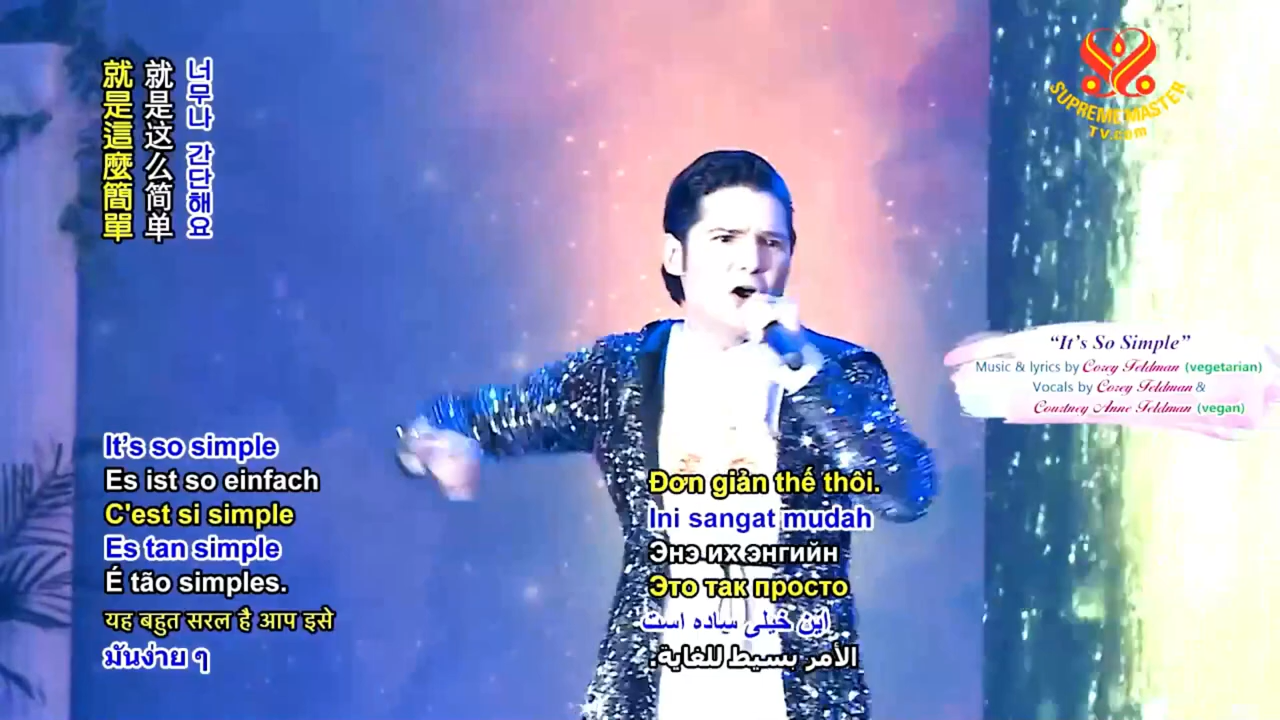 就是這麼簡單
就是这么简单
너무나 간단해요
SUPREME MASTER
TV.com
“It’s So Simple”
Music & lyrics by Corey Feldman (vegetarian)
Vocals by Corey Feldman &
Courtney Anne Feldman (vegan)
It’s so simple
Es ist so einfach
C'est si simple
Es tan simple
É tão simples.
यह बहुत सरल है आप इसे
มันง่าย ๆ
Đơn giản thế thôi.
Ini sangat mudah
Энэ их энгийн
Это так просто
این خیلی ساده است
الأمر بسيط للغاية.